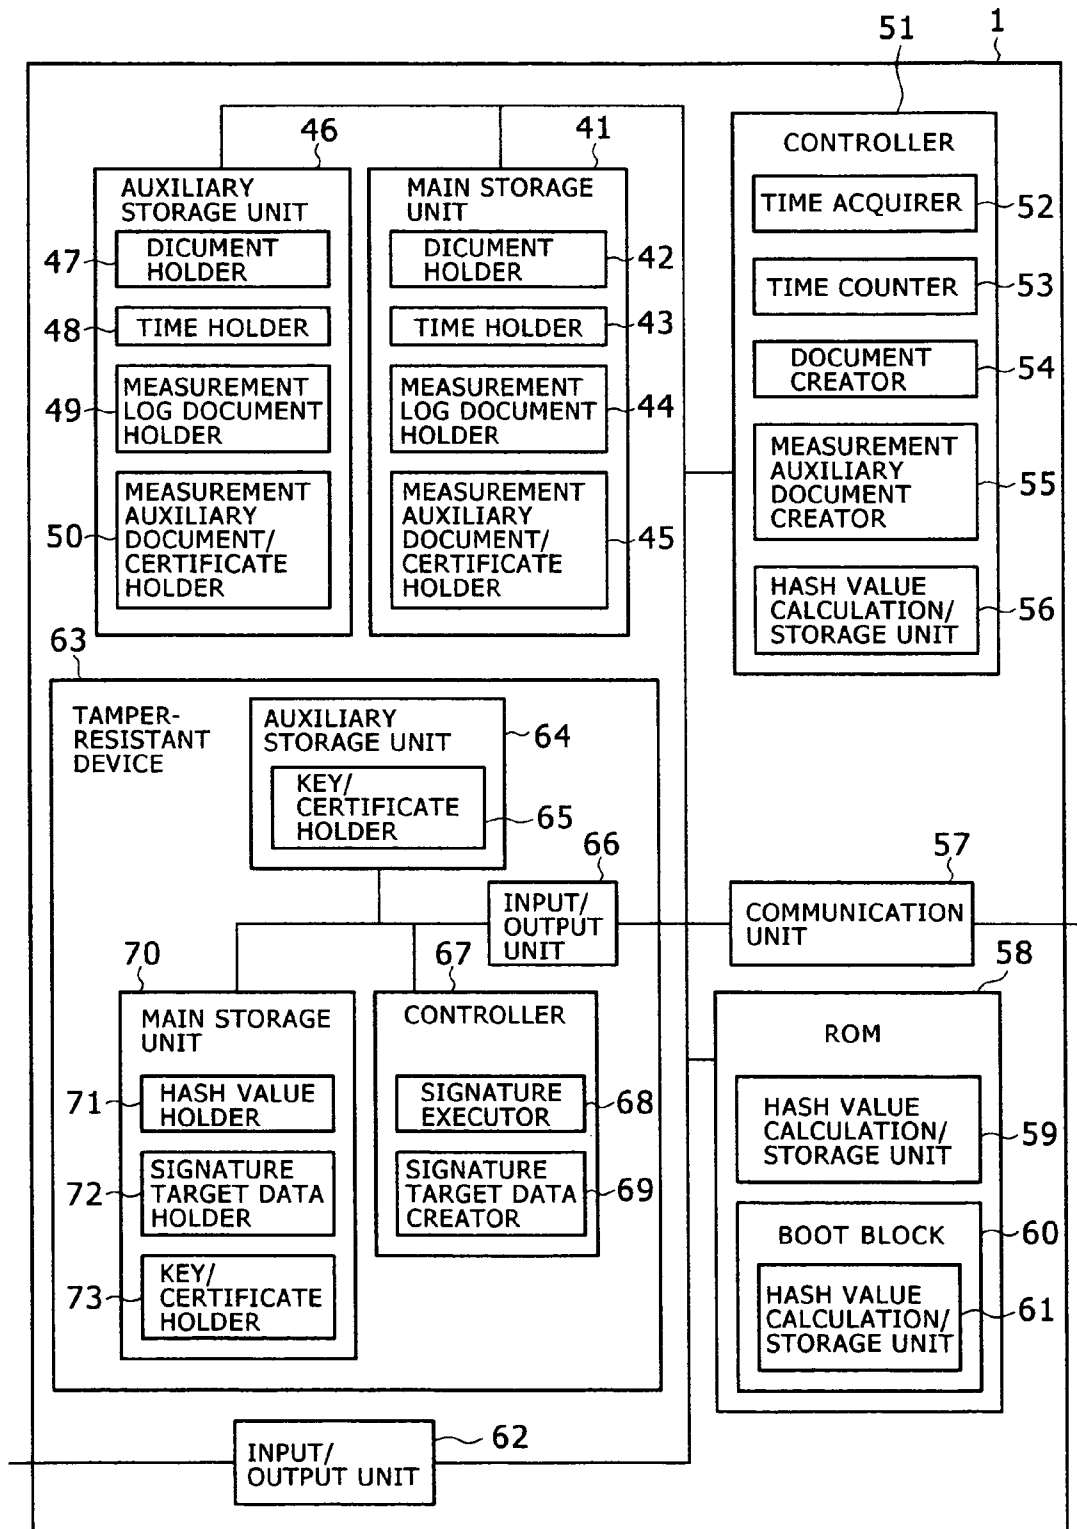 1
51
46
41
CONTROLLER
AUXILIARY
STORAGE UNIT
MAIN STORAGE
UNIT
TIME ACQUIRER
52
47
DICUMENT
HOLDER
DICUMENT
HOLDER
42
TIME COUNTER
53
48
TIME HOLDER
TIME HOLDER
43
DOCUMENT
CREATOR
54
49
MEASUREMENT
LOG DOCUMENT
HOLDER
MEASUREMENT
LOG DOCUMENT
HOLDER
44
MEASUREMENT
AUXILIARY
DOCUMENT
CREATOR
55
50
MEASUREMENT
AUXILIARY
DOCUMENT/
CERTIFICATE
HOLDER
MEASUREMENT
AUXILIARY
DOCUMENT/
CERTIFICATE
HOLDER
45
HASH VALUE
CALCULATION/
STORAGE UNIT
56
63
TAMPER-
RESISTANT
DEVICE
AUXILIARY
STORAGE UNIT
64
KEY/
CERTIFICATE
HOLDER
65
66
57
INPUT/
OUTPUT
UNIT
COMMUNICATION
UNIT
70
67
58
MAIN STORAGE
UNIT
CONTROLLER
ROM
71
HASH VALUE
HOLDER
SIGNATURE
EXECUTOR
68
HASH VALUE
CALCULATION/
STORAGE UNIT
59
72
SIGNATURE
TARGET DATA
HOLDER
SIGNATURE
TARGET DATA
CREATOR
69
BOOT BLOCK
60
73
KEY/
CERTIFICATE
HOLDER
HASH VALUE
CALCULATION/
STORAGE UNIT
61
62
INPUT/
OUTPUT UNIT